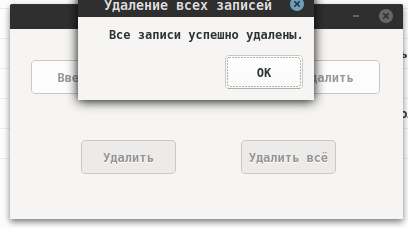 Удаление всех записей
Все записи успешно удалены.
OK
Удалить
Удалить всё